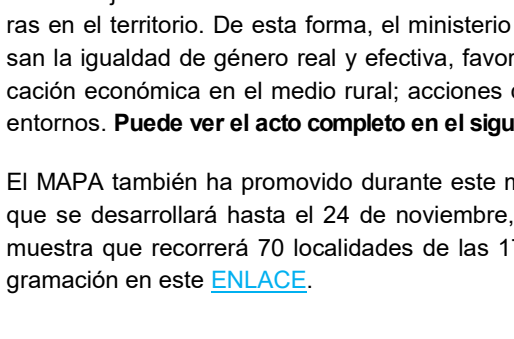 ras en el territorio. De esta forma, el ministerio
san la igualdad de género real y efectiva, favor
cación económica en el medio rural; acciones
entornos. Puede ver el acto completo en el sigu
El MAPA también ha promovido durante este m
que se desarrollará hasta el 24 de noviembre,
muestra que recorrerá 70 localidades de las 17
gramación en este ENLACE.